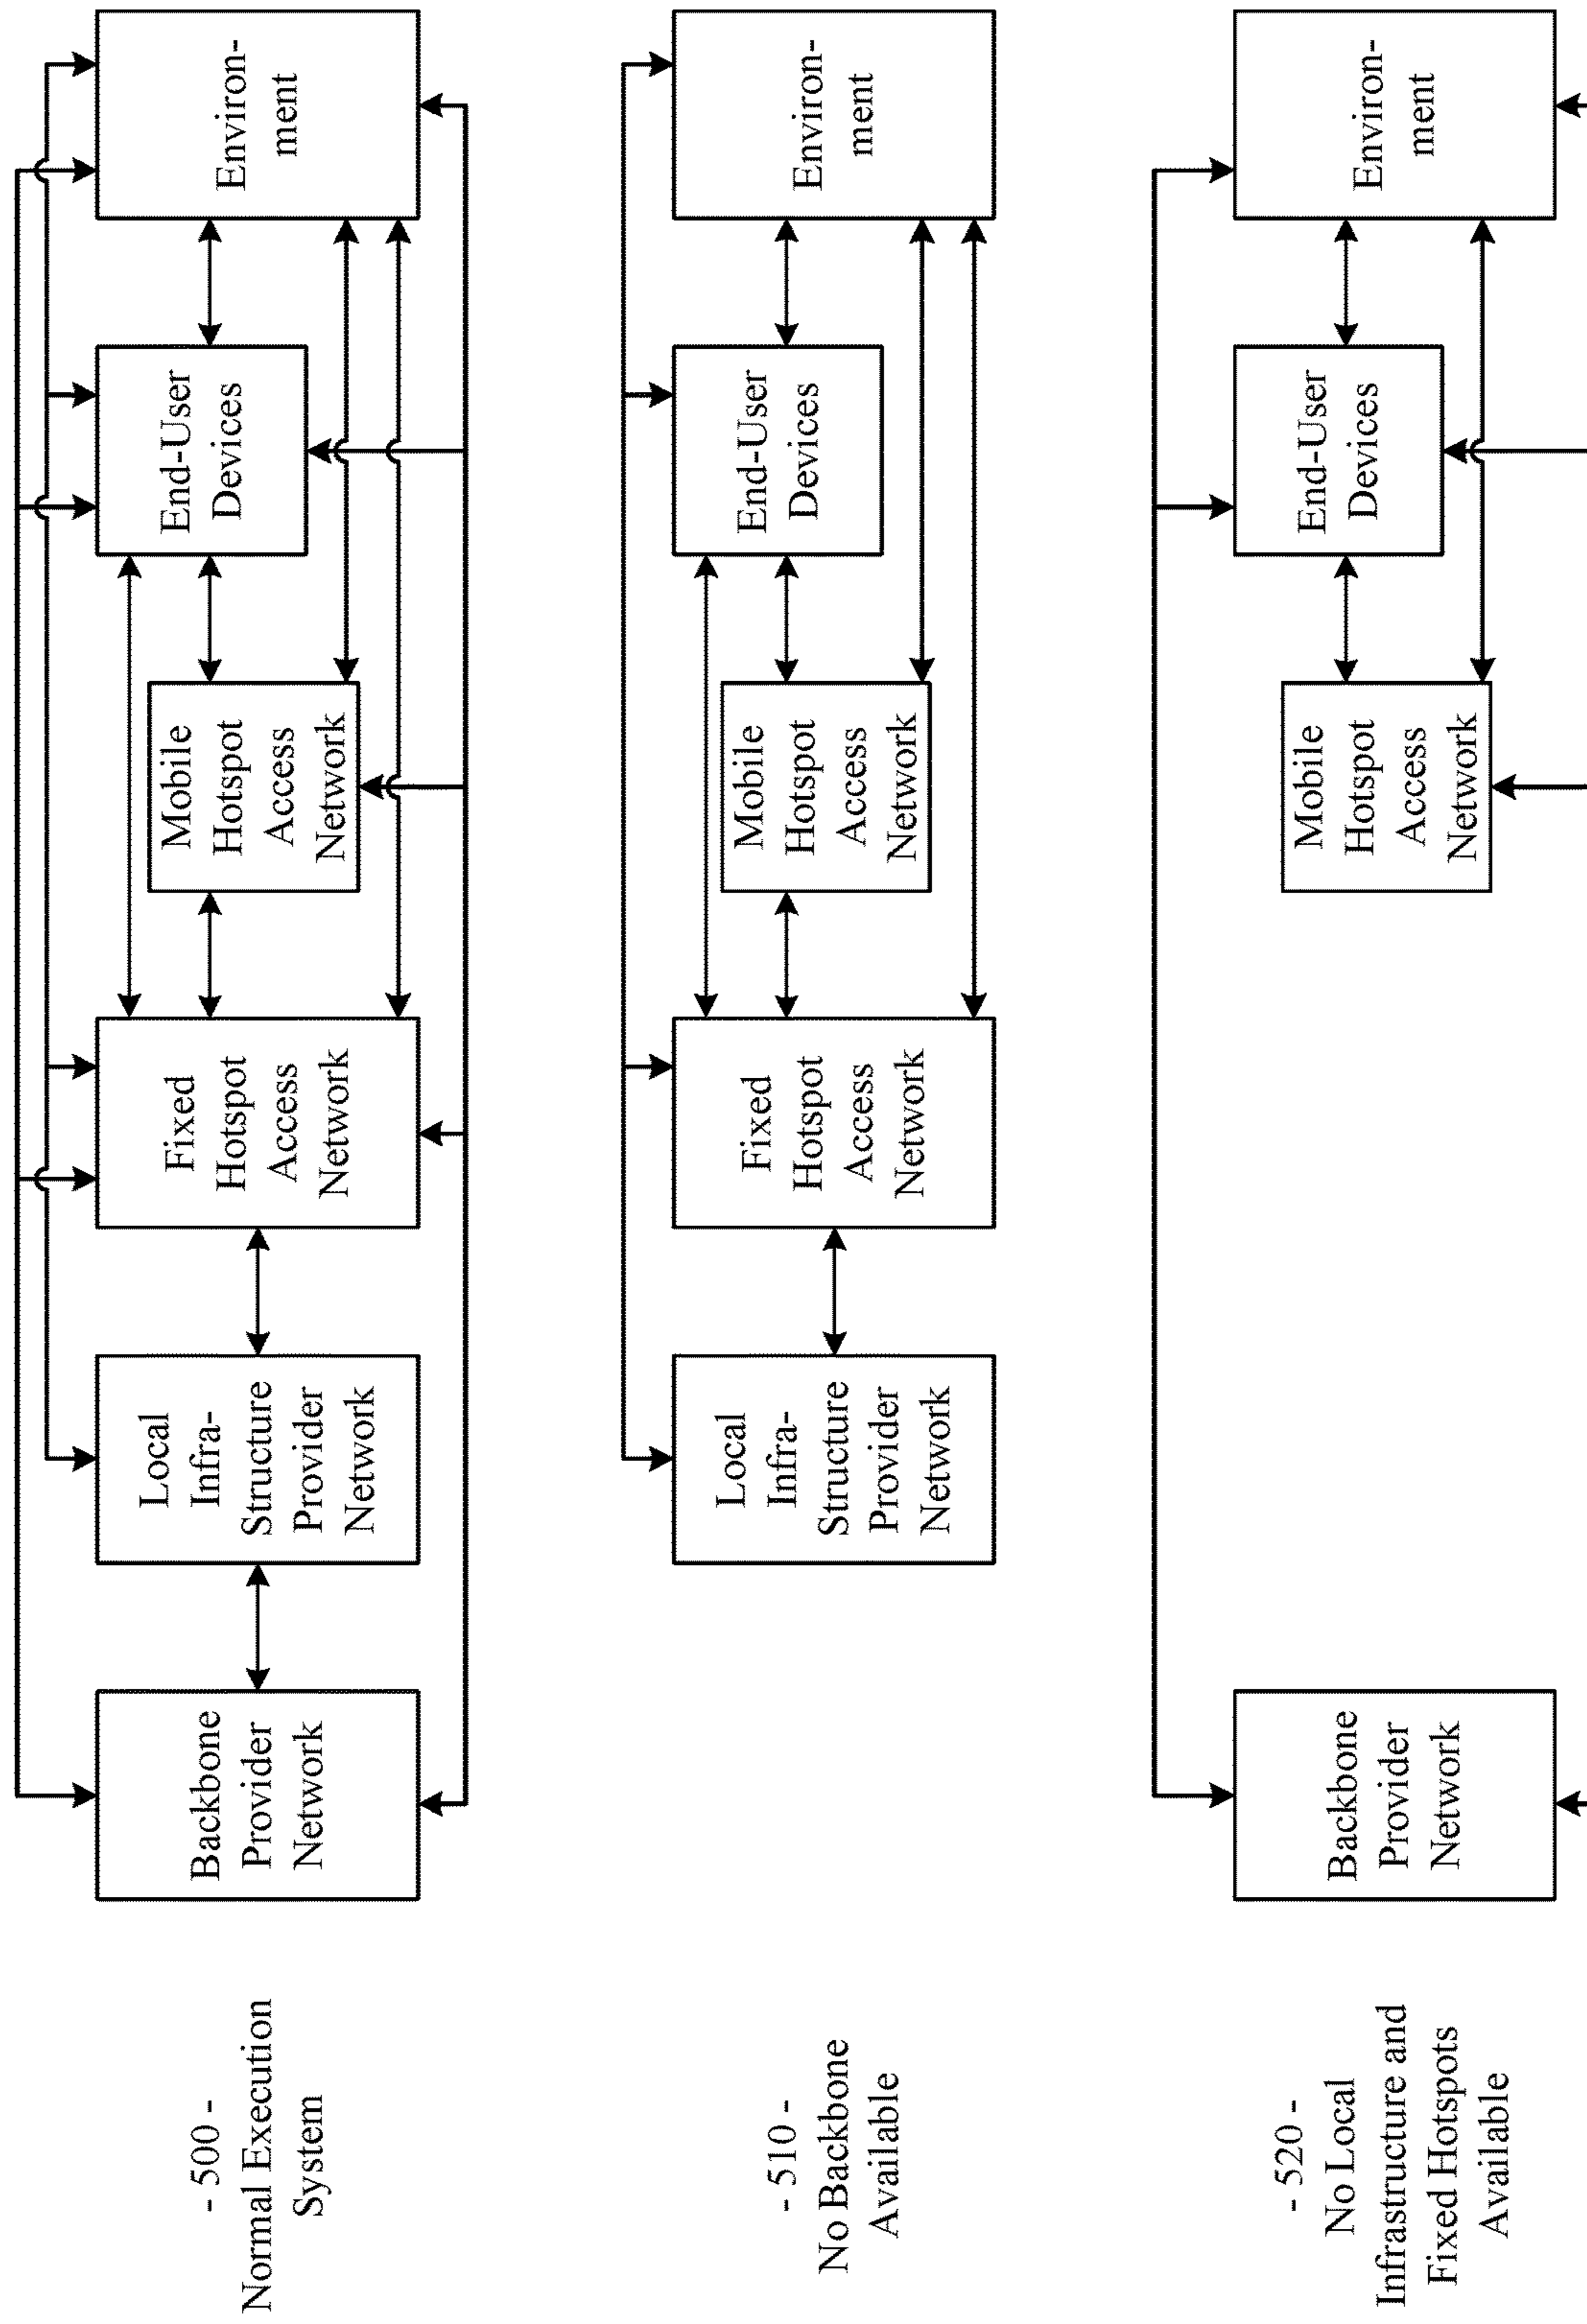 - 500 -
Normal Execution
System
Backbone
Provider
Network
Local
Infra-
Structure
Provider
Network
Fixed
Hotspot
Access
Network
Mobile
Hotspot
Access
Network
End-User
Devices
Environ-
ment
- 510 -
No Backbone
Available
Local
Infra-
Structure
Provider
Network
Fixed
Hotspot
Access
Network
Mobile
Hotspot
Access
Network
End-User
Devices
Environ-
ment
- 520 -
No Local
Infrastructure and
Fixed Hotspots
Available
Backbone
Provider
Network
Mobile
Hotspot
Access
Network
End-User
Devices
Environ-
ment